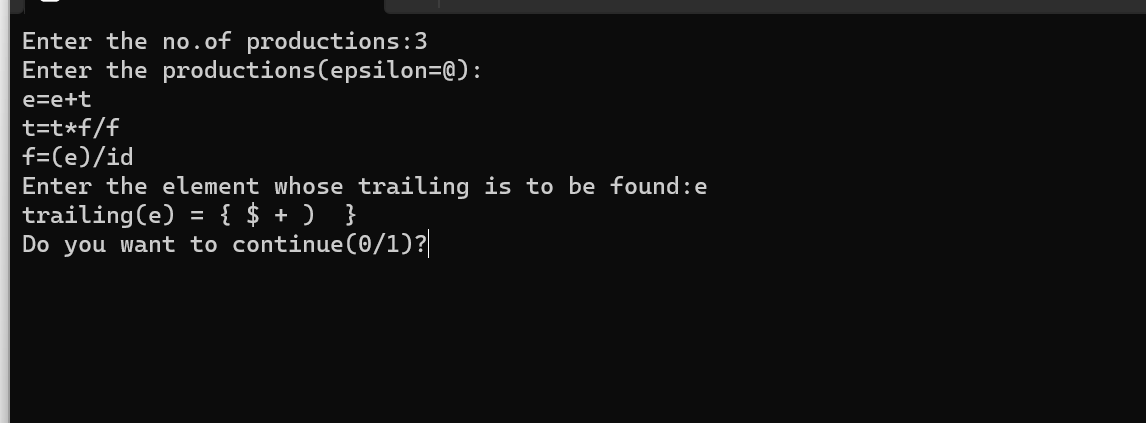 Enter the no.of productions:3
Enter the productions(epsilon=@):
e=e+t
t=t*f/f
f=(e)/id
Enter the element whose trailing is to be found:e
trailing(e) = { $ + )  }
Do you want to continue(0/1)?